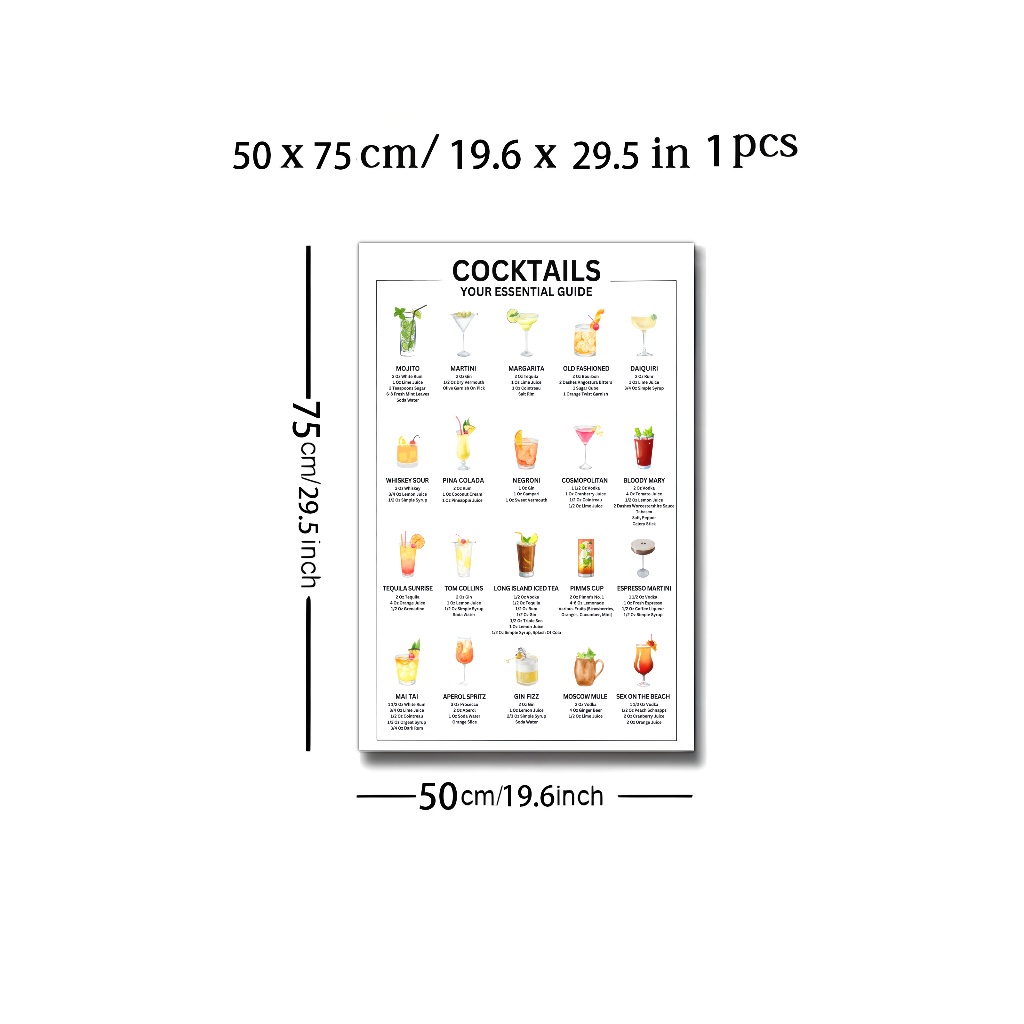 50 x 75 cm/ 19.6 x 29.5 in 1 pcs
COCKTAILS
YOUR ESSENTIAL GUIDE
MOJITO
2 Oz White Rum
1 Oz Lime Juice
2 Teaspoons Sugar
6-8 Fresh Mint Leaves
Soda Water
MARTINI
3 Oz Gin
1/2 Oz Dry Vermouth
Olive Garnish On Pick
MARGARITA
2 Oz Tequila
1 Oz Lime Juice
1 Oz Cointreau
Salt Rim
OLD FASHIONED
2 Oz Bourbon
2 Dashes Angostura Bitters
1 Sugar Cube
1 Orange Twist Garnish
DAIQUIRI
2 Oz Rum
1 Oz Lime Juice
3/4 Oz Simple Syrup
WHISKEY SOUR
2 Oz Whiskey
3/4 Oz Lemon Juice
1/2 Oz Simple Syrup
PINA COLADA
2 Oz Rum
1 Oz Coconut Cream
1 Oz Pineapple Juice
NEGRONI
1 Oz Gin
1 Oz Campari
1 Oz Sweet Vermouth
COSMOPOLITAN
1 1/2 Oz Vodka
1 Oz Cranberry Juice
1/2 Oz Cointreau
1/2 Oz Lime Juice
BLOODY MARY
2 Oz Vodka
4 Oz Tomato Juice
1/2 Oz Lemon Juice
2 Dashes Worcestershire Sauce
Tabasco
Salt, Pepper
Celery Stick
TEQUILA SUNRISE
2 Oz Tequila
4 Oz Orange Juice
1/2 Oz Grenadine
TOM COLLINS
2 Oz Gin
1 Oz Lemon Juice
1/2 Oz Simple Syrup
Soda Water
LONG ISLAND ICED TEA
1/2 Oz Vodka
1/2 Oz Tequila
1/2 Oz Rum
1/2 Oz Gin
1/2 Oz Triple Sec
1 Oz Lemon Juice
1/2 Oz Simple Syrup, Splash Of Cola
PIMMS CUP
2 Oz Pimm's No.1
4-6 Oz Lemonade
Various Fruits (Strawberries,
Orange, Cucumber, Mint)
ESPRESSO MARTINI
1 1/2 Oz Vodka
1 Oz Fresh Espresso
1/2 Oz Coffee Liqueur
1/2 Oz Simple Syrup
MAI TAI
1 1/2 Oz White Rum
3/4 Oz Lime Juice
1/2 Oz Cointreau
1/2 Oz Orgeat Syrup
3/4 Oz Dark Rum
APEROL SPRITZ
3 Oz Prosecco
2 Oz Aperol
1 Oz Soda Water
Orange Slice
GIN FIZZ
2 Oz Gin
1 Oz Lemon Juice
2/3 Oz Simple Syrup
Soda Water
MOSCOW MULE
2 Oz Vodka
4 Oz Ginger Beer
1/2 Oz Lime Juice
SEX ON THE BEACH
1 1/2 Oz Vodka
1/2 Oz Peach Schnapps
2 Oz Cranberry Juice
2 Oz Orange Juice
75cm/29.5inch
50cm/19.6inch